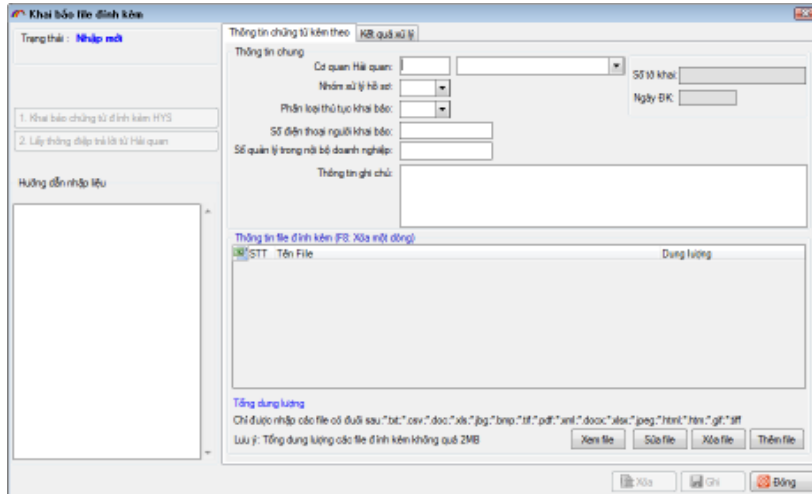 Khai báo file đính kèm
Trạng thái : Nhập mới
1. Khai báo chứng từ đính kèm HYS
2. Lấy thông điệp trả lời từ Hải quan
Hướng dẫn nhập liệu
Thông tin chứng từ kèm theo
Kết quả xử lý
Thông tin chung
Cơ quan Hải quan:
Nhóm xử lý hồ sơ:
Phân loại thủ tục khai báo:
Số điện thoại người khai báo:
Số quản lý trong nội bộ doanh nghiệp:
Thông tin ghi chú:
Số tờ khai:
Ngày ĐK:
Thông tin file đính kèm (F8: Xóa một dòng)
STT Tên File Dung lượng
Tổng dung lượng
Chỉ được nhập các file có đuôi sau:*.txt;*.csv;*.doc;*.xls;*.jbg;*.bmp;*.tif;*.pdf;*.xml;*.docx;*.xlsx;*.jpeg;*.html;*.htm;*.gif;*.tiff
Lưu ý: Tổng dung lượng các file đính kèm không quá 2MB
Xem file Sửa file Xóa file Thêm file
Xóa Ghi Đóng